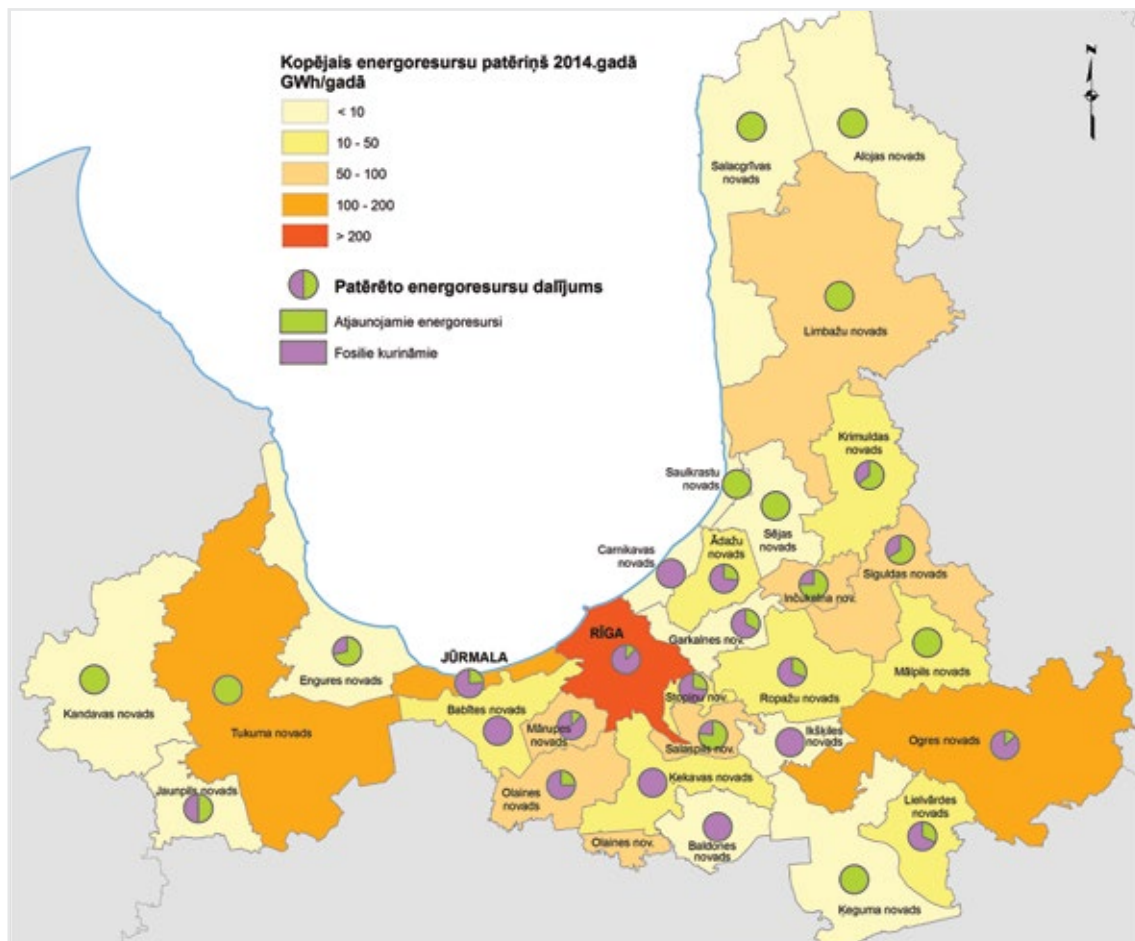 Kopējais energoresursu patēriņš 2014.gadā
GWh/gadā
< 10
10 - 50
50 - 100
100 - 200
> 200
Patērēto energoresursu dalījums
Atjaunojamie energoresursi
Fosilie kurināmie
N
Salacgrīvas
novads
Alojas novads
Limbažu novads
Krimuldas
novads
Saulkrastu
novads
Sējas
novads
Carnikavas
novads
Ādažu
novads
Siguldas novads
Inčukalna nov.
RĪGA
Garkalnes nov.
JŪRMALA
Mālpils novads
Engures novads
Stopiņu nov.
Ropažu novads
Kandavas novads
Babītes novads
Tukuma novads
Mārupes
novads
Ikšķiles
novads
Ogres novads
Salaspils nov.
Ķekavas novads
Jaunpils novads
Olaines
novads
Lielvārdes
novads
Olaines nov.
Baldones
novads
Ķeguma novads